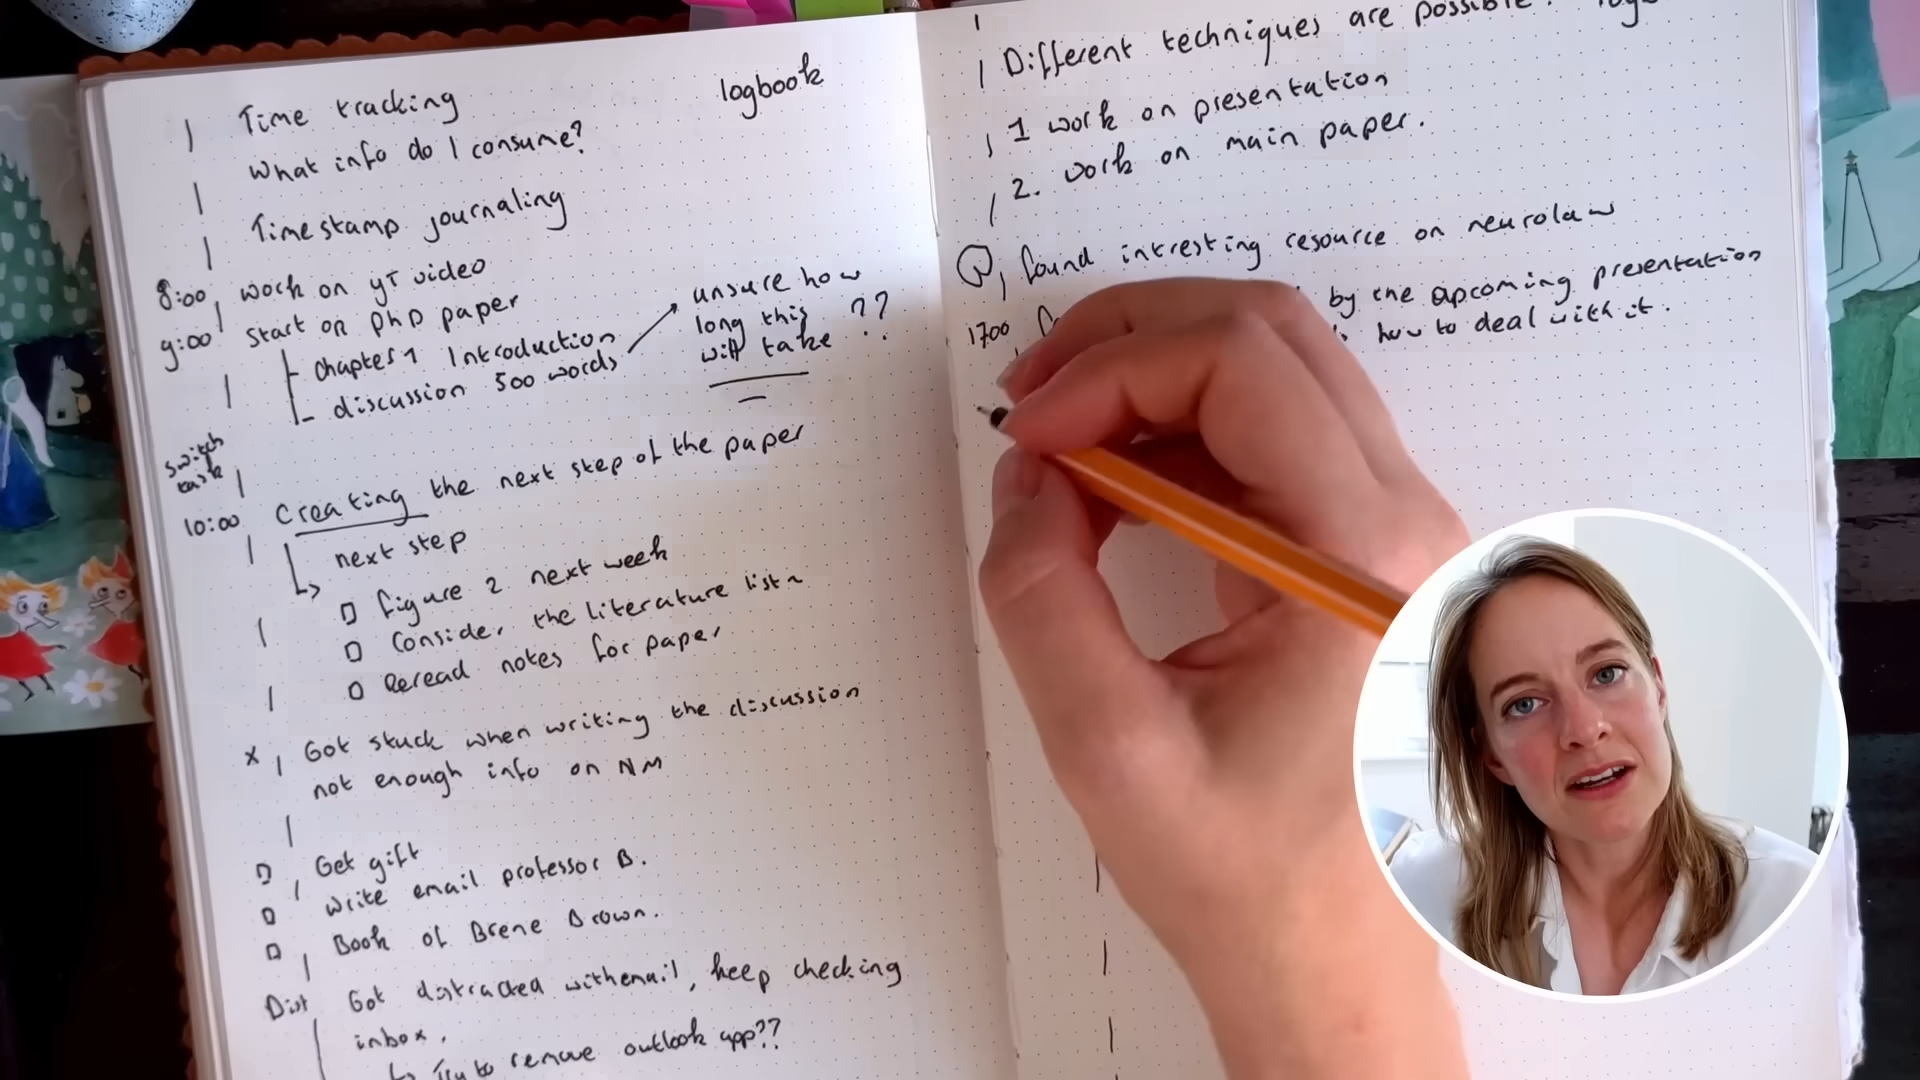 Time tracking
logbook
What info do I consume?
Timestamp journaling
8:00 work on YT video
9:00 Start on PhD paper
Chapter 1 Introduction
discussion 500 words
unsure how
long this ??
will take
switch
task
10:00 Creating the next step of the paper
next step
Figure 2 next week
Consider the literature list
Reread notes for paper
x Got stuck when writing the discussion
not enough info on NM
Get gift
Write email professor B.
Book of Brene Brown.
Dist Got distracted with email, keep checking
inbox.
Try to remove outlook app??
Different techniques are possible
1 work on presentation
2. work on main paper.
Q found intresting resource on neurolaw
1700
by the upcoming presentation
how to deal with it.